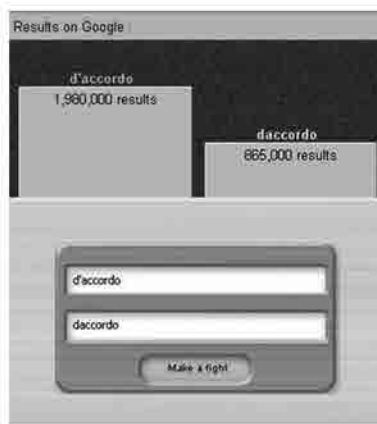 Results on Google
d'accordo
1,980,000 results
daccordo
865,000 results
d'accordo
daccordo
Make a fight